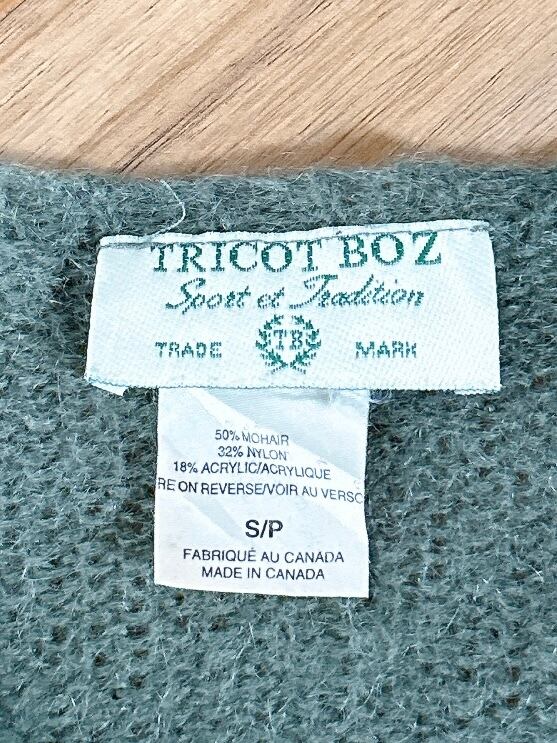 TRICOT BOZ
Sport et Tradition
TB
TRADE MARK
50% MOHAIR
32% NYLON
18% ACRYLIC/ACRYLIQUE
RE ON REVERSE/VOIR AU VERSO
S/P
FABRIQUÉ AU CANADA
MADE IN CANADA